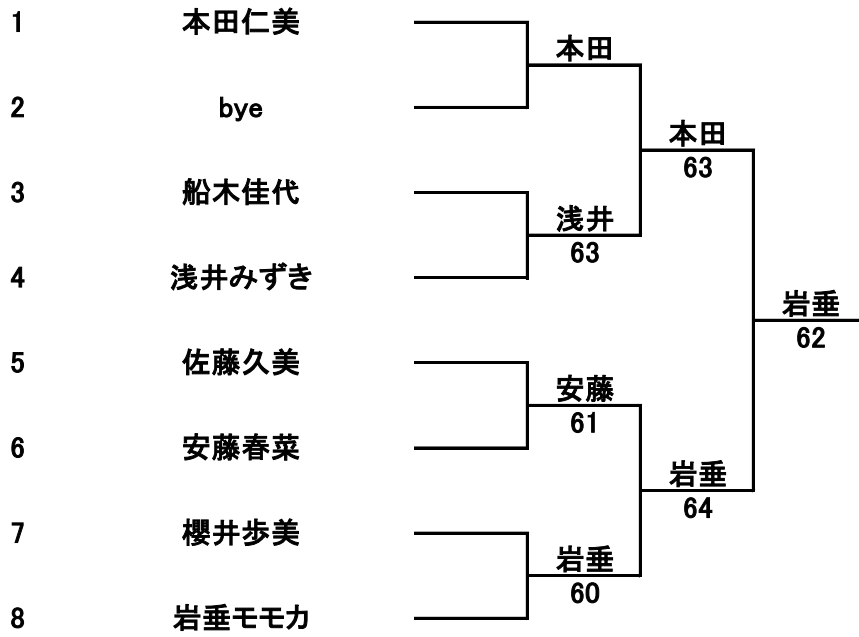 1 本田仁美
本田
2 bye
本田
63
3 船木佳代
浅井
63
4 浅井みずき
岩垂
62
5 佐藤久美
安藤
61
6 安藤春菜
岩垂
64
7 櫻井歩美
岩垂
60
8 岩垂モモカ